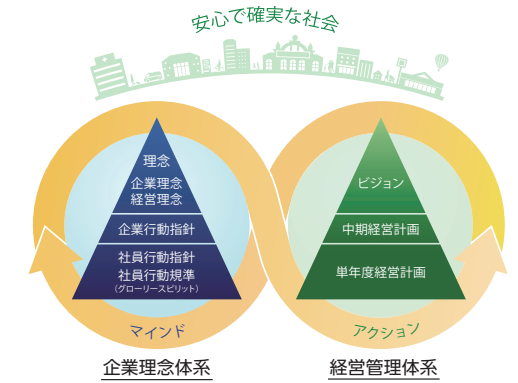 安心で確実な社会
理念
企業理念
経営理念
企業行動指針
社員行動指針
社員行動規準
(グローリースピリット)
マインド
企業理念体系
ビジョン
中期経営計画
単年度経営計画
アクション
経営管理体系